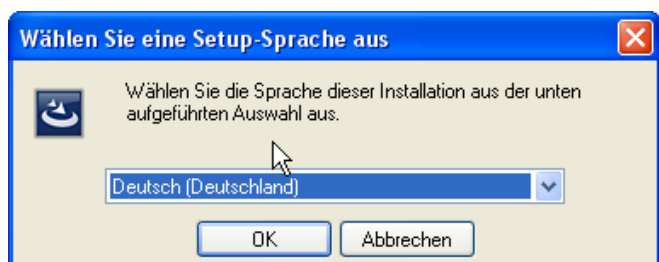 Wählen Sie eine Setup-Sprache aus
Wählen Sie die Sprache dieser Installation aus der unten
aufgeführten Auswahl aus.
Deutsch (Deutschland)
OK
Abbrechen